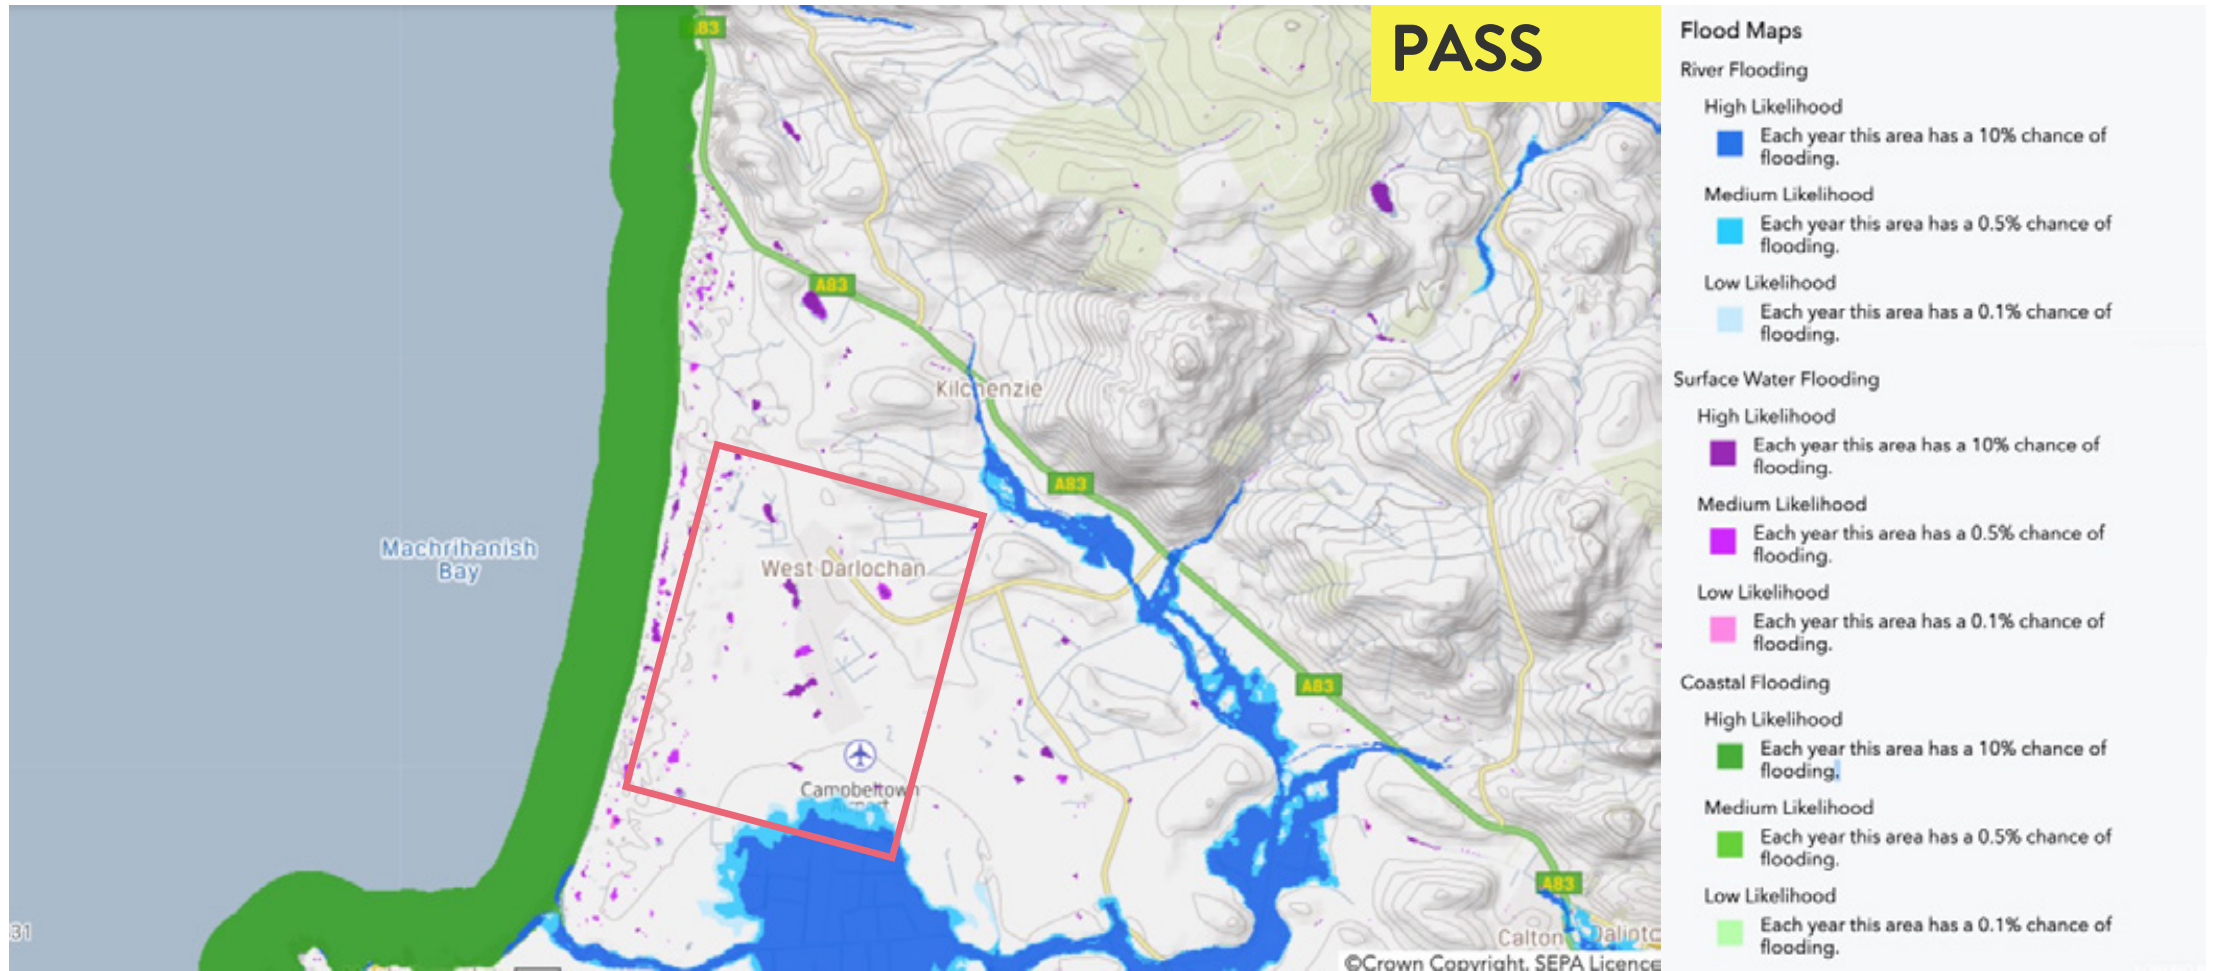 A83
PASS
A83
Kilchenzie
A83
Machrihanish
Bay
West Darlochan
A83
Campbeltown
A83
31
Calton
©Crown Copyright, SEPA Licence
Flood Maps
River Flooding
High Likelihood
Each year this area has a 10% chance of
flooding.
Medium Likelihood
Each year this area has a 0.5% chance of
flooding.
Low Likelihood
Each year this area has a 0.1% chance of
flooding.
Surface Water Flooding
High Likelihood
Each year this area has a 10% chance of
flooding.
Medium Likelihood
Each year this area has a 0.5% chance of
flooding.
Low Likelihood
Each year this area has a 0.1% chance of
flooding.
Coastal Flooding
High Likelihood
Each year this area has a 10% chance of
flooding.
Medium Likelihood
Each year this area has a 0.5% chance of
flooding.
Low Likelihood
Each year this area has a 0.1% chance of
flooding.